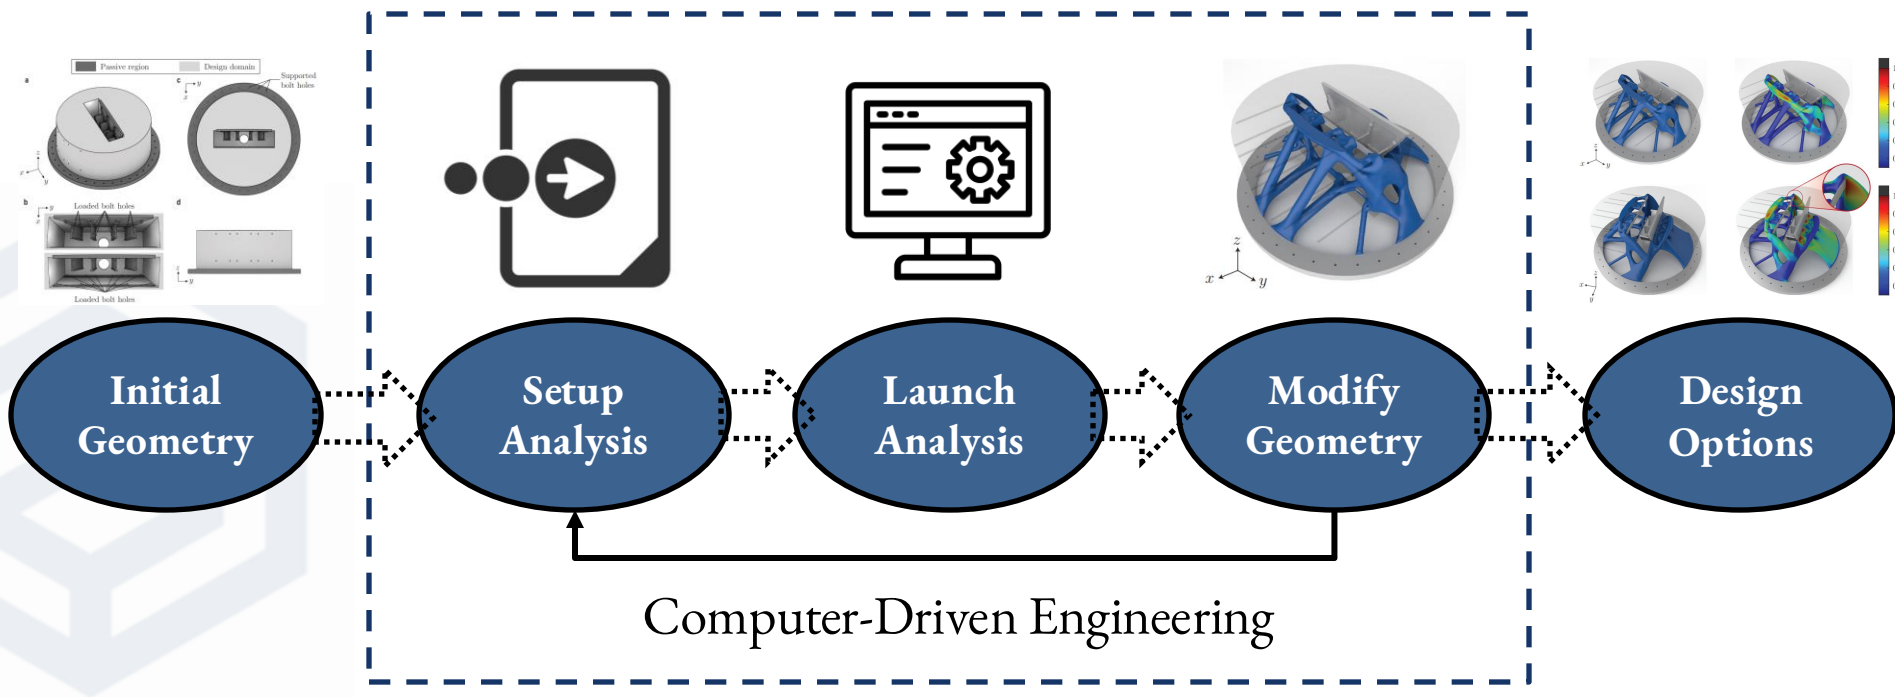 Passive region
Design domain
a
c
y
x
Supported
bolt holes
z
x
y
b
y
x
Loaded bolt holes
d
z
y
Loaded bolt holes
z
x
y
x
y
z
x
y
Initial
Geometry
Setup
Analysis
Launch
Analysis
Modify
Geometry
Design
Options
Computer-Driven Engineering